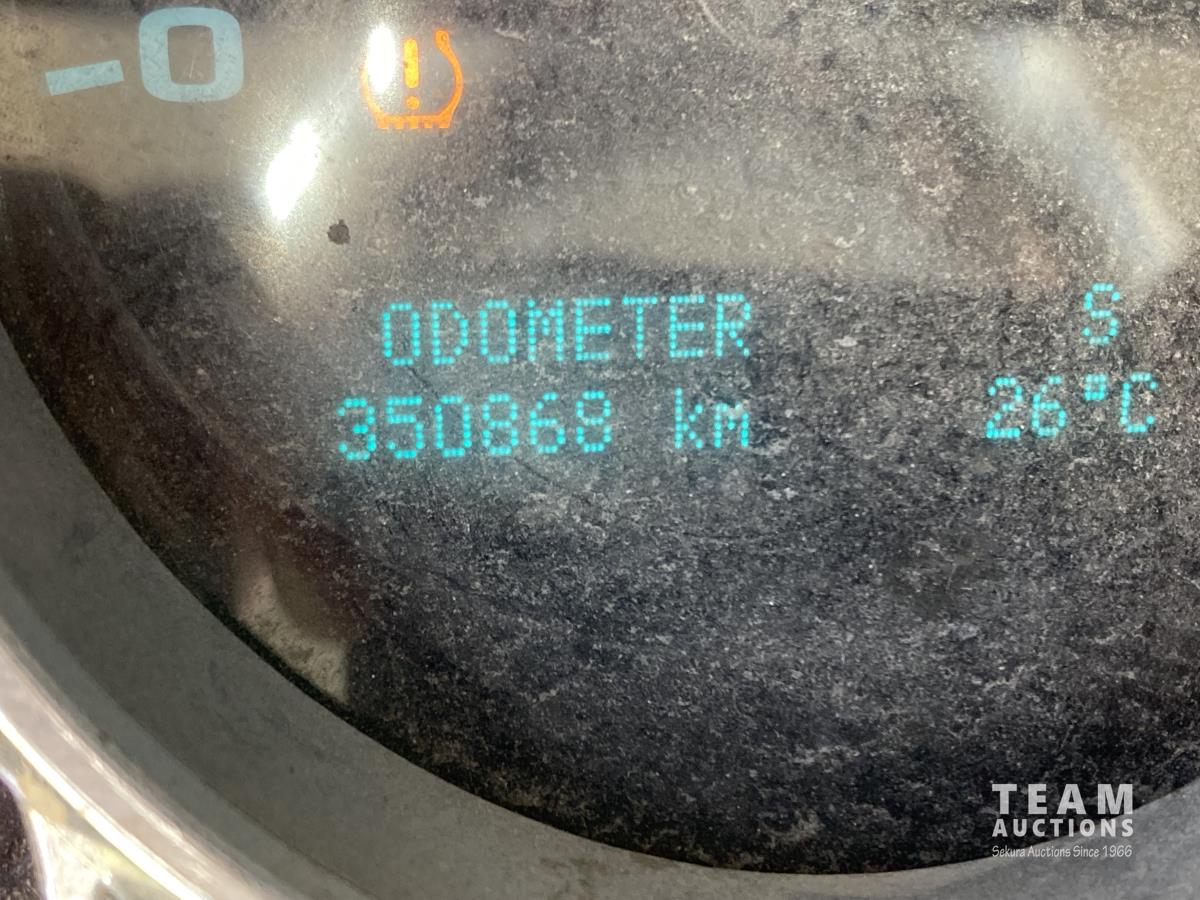 0
ODOMETER
350868 km
S
26°C
TEAM
AUCTIONS
Sekura Auctions Since 1966